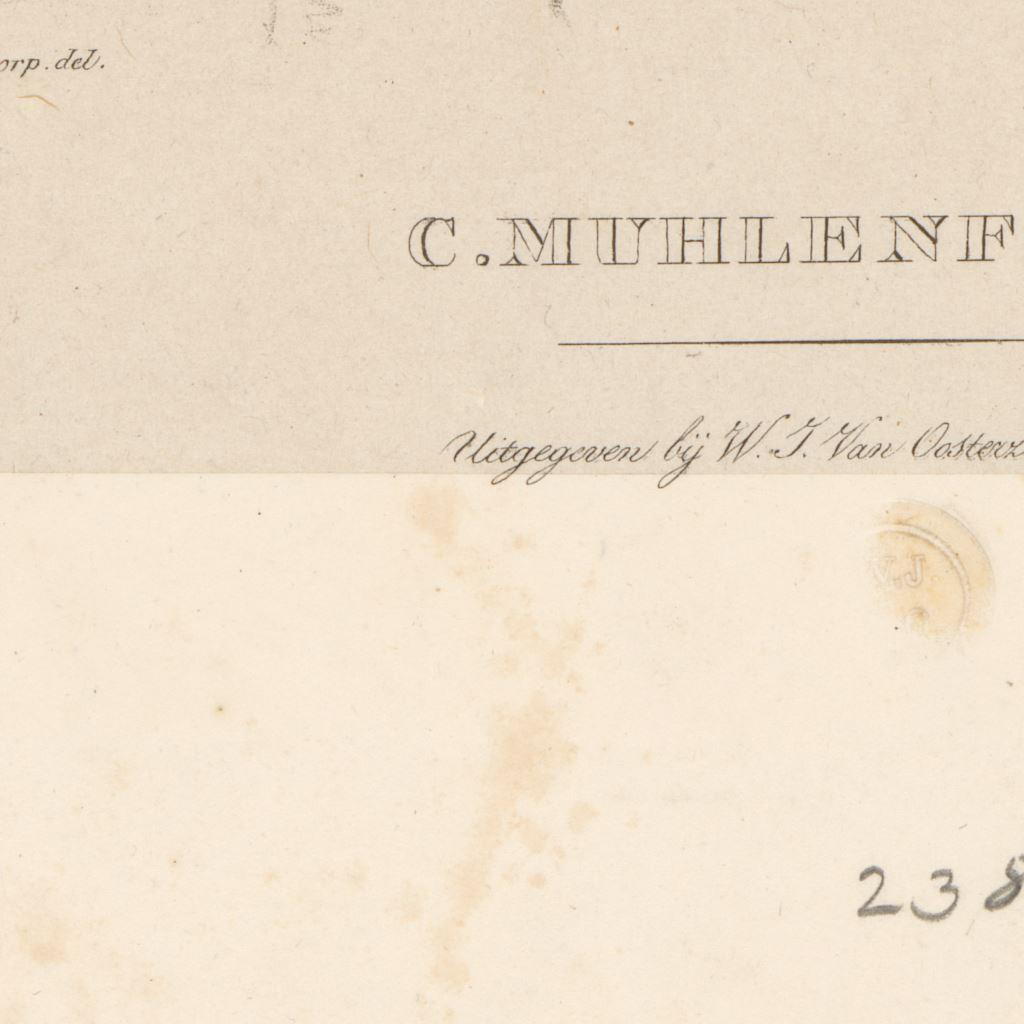 orp. del.
C. MUHLENF
Uitgegeven bij W. J. Van Oosterz
.J.
238